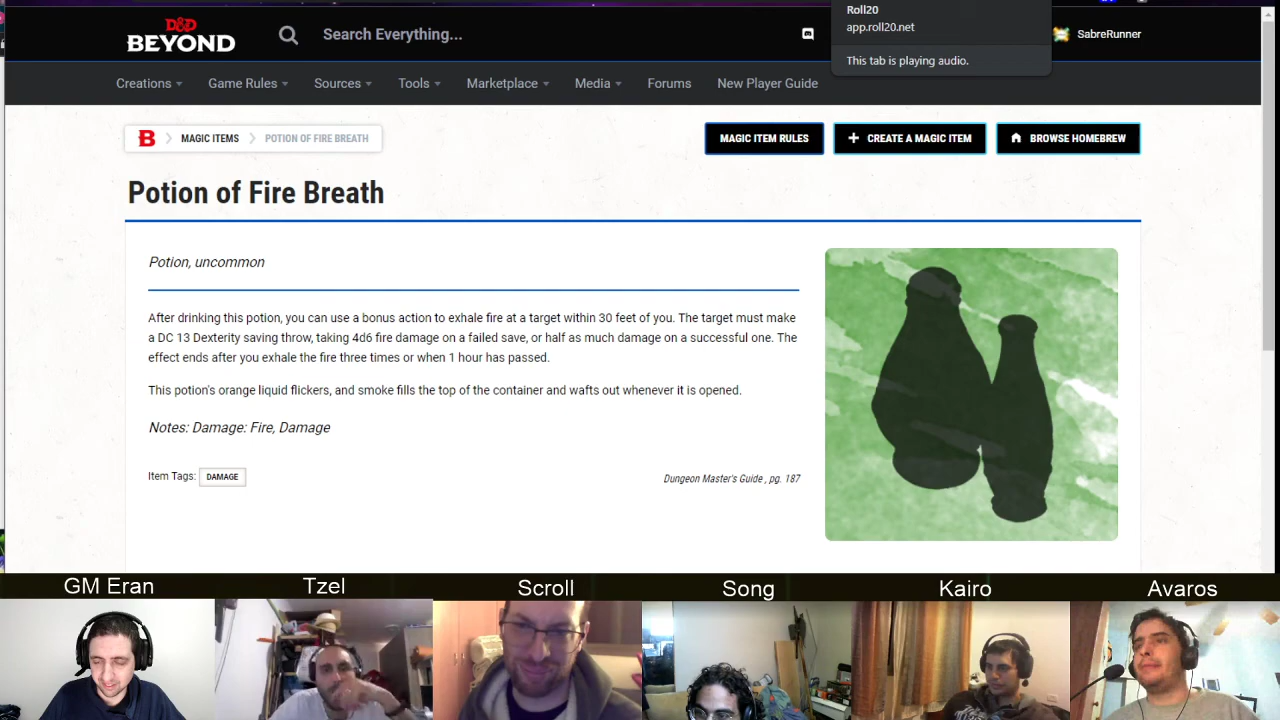 Roll20
app.roll20.net
This tab is playing audio.
D&D
BEYOND
Search Everything...
SabreRunner
Creations
Game Rules
Sources
Tools
Marketplace
Media
Forums
New Player Guide
B
MAGIC ITEMS
POTION OF FIRE BREATH
MAGIC ITEM RULES
CREATE A MAGIC ITEM
BROWSE HOMEBREW
Potion of Fire Breath
Potion, uncommon
After drinking this potion, you can use a bonus action to exhale fire at a target within 30 feet of you. The target must make
a DC 13 Dexterity saving throw, taking 4d6 fire damage on a failed save, or half as much damage on a successful one. The
effect ends after you exhale the fire three times or when 1 hour has passed.
This potion's orange liquid flickers, and smoke fills the top of the container and wafts out whenever it is opened.
Notes: Damage: Fire, Damage
Item Tags: DAMAGE
Dungeon Master's Guide , pg. 187
GM Eran
Tzel
Scroll
Song
Kairo
Avaros